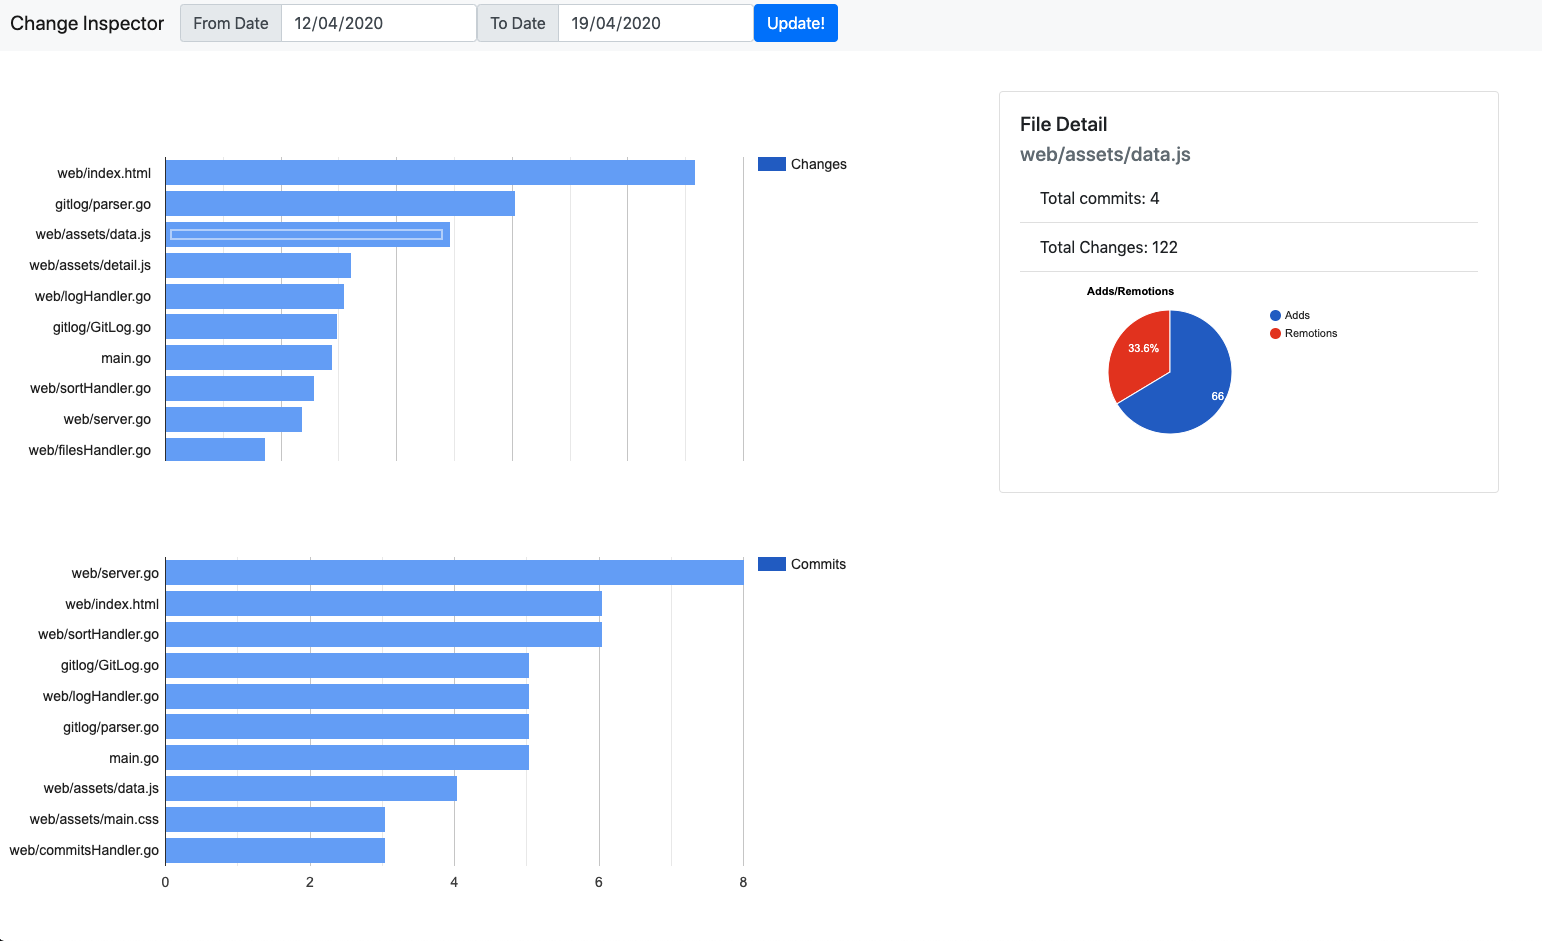 Change Inspector From Date 12/04/2020 To Date 19/04/2020 Update!
web/index.html
gitlog/parser.go
web/assets/data.js
web/assets/detail.js
web/logHandler.go
gitlog/GitLog.go
main.go
web/sortHandler.go
web/server.go
web/filesHandler.go
Changes
File Detail
web/assets/data.js
Total commits: 4
Total Changes: 122
Adds/Remotions
33.6%
66
Adds
Remotions
web/server.go
web/index.html
web/sortHandler.go
gitlog/GitLog.go
web/logHandler.go
gitlog/parser.go
main.go
web/assets/data.js
web/assets/main.css
web/commitsHandler.go
0 2 4 6 8
Commits